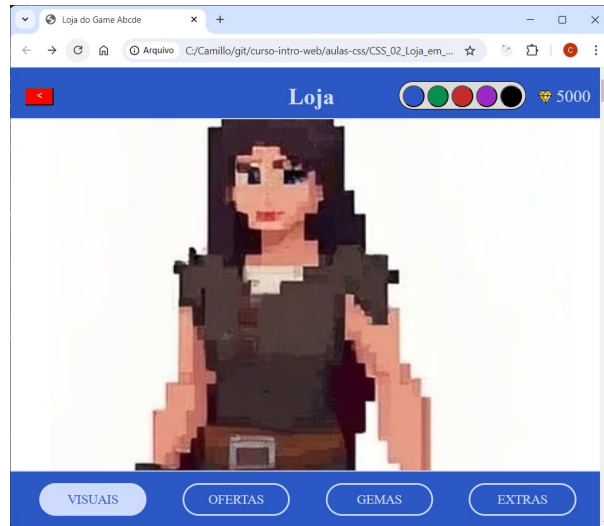 Loja do Game Abcde
Arquivo C:/Camillo/git/curso-intro-web/aulas-css/CSS_02_Loja_em_...
C
< Loja 5000
VISUAIS OFERTAS GEMAS EXTRAS